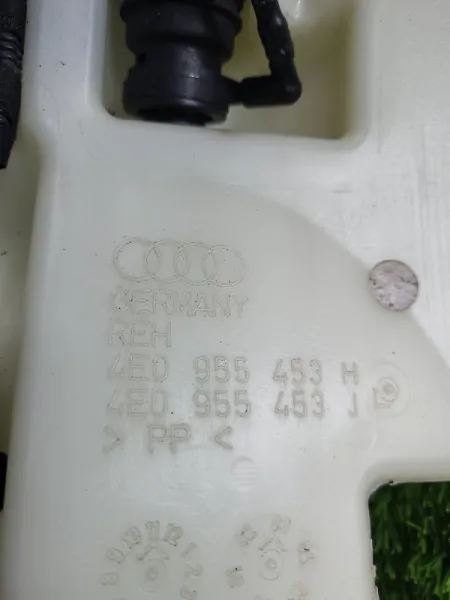 GERMANY
REH
4E0 955 453 H
4E0 955 453 J
> PP <